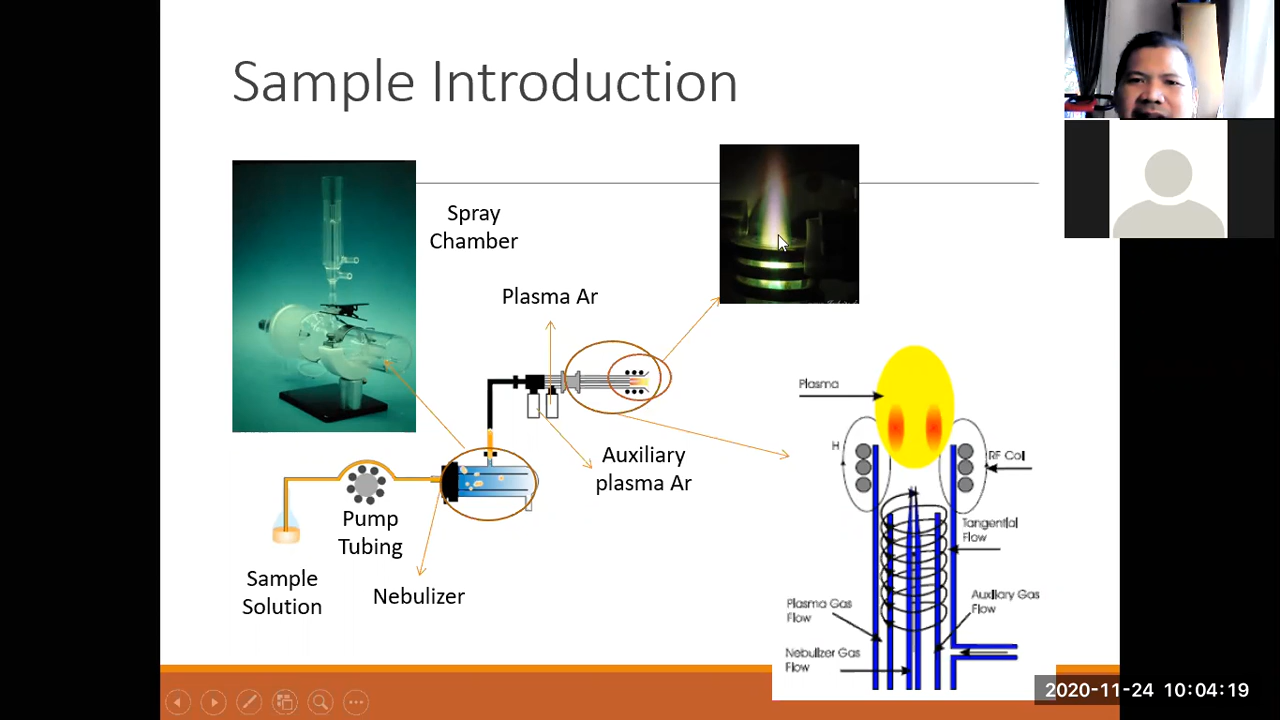 Sample Introduction
Spray
Chamber
Plasma Ar
Plasma
H
RF Coil
Auxiliary
plasma Ar
Pump
Tubing
Tangential
Flow
Sample
Solution
Nebulizer
Plasma Gas
Flow
Auxiliary Gas
Flow
Nebulizer Gas
Flow
2020-11-24 10:04:19